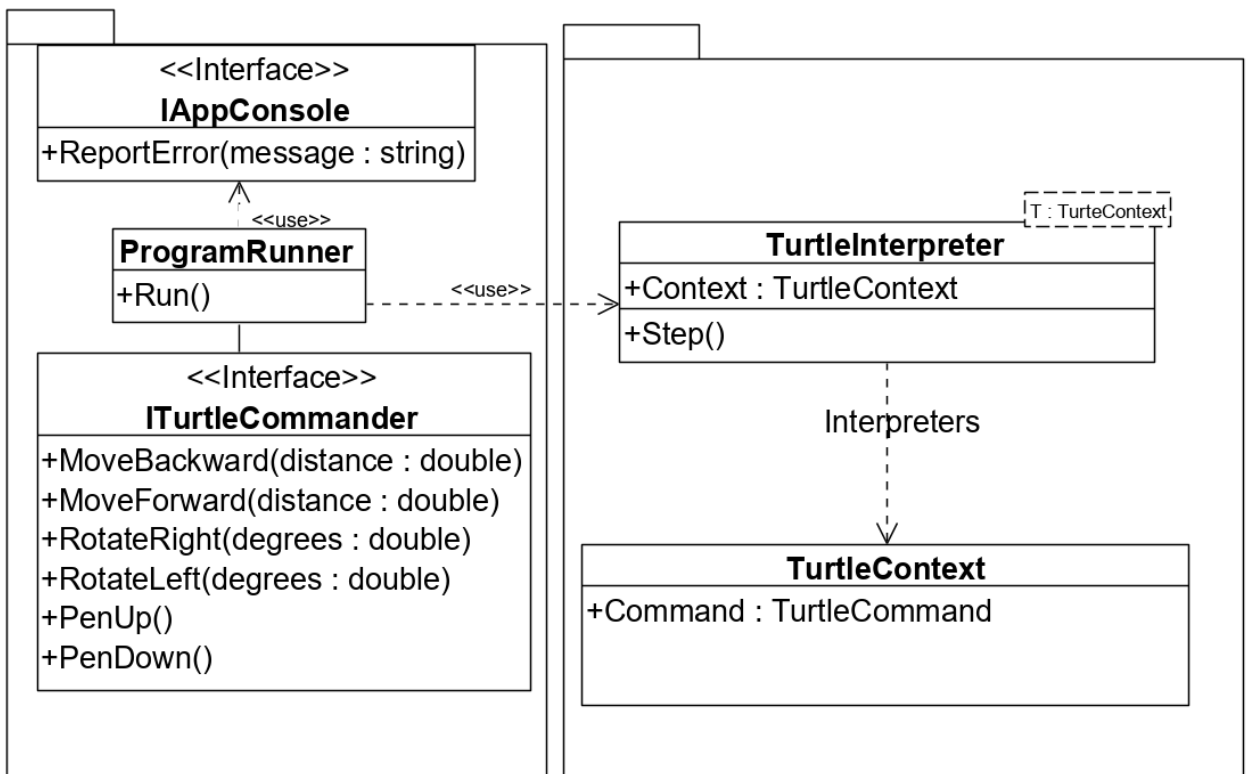 <<Interface>>
IAppConsole
+ReportError(message : string)
<<use>>
ProgramRunner
+Run()
<<Interface>>
ITurtleCommander
+MoveBackward(distance : double)
+MoveForward(distance : double)
+RotateRight(degrees : double)
+RotateLeft(degrees : double)
+PenUp()
+PenDown()
<<use>>
T : TurteContext
TurtleInterpreter
+Context : TurtleContext
+Step()
Interpreters
TurtleContext
+Command : TurtleCommand